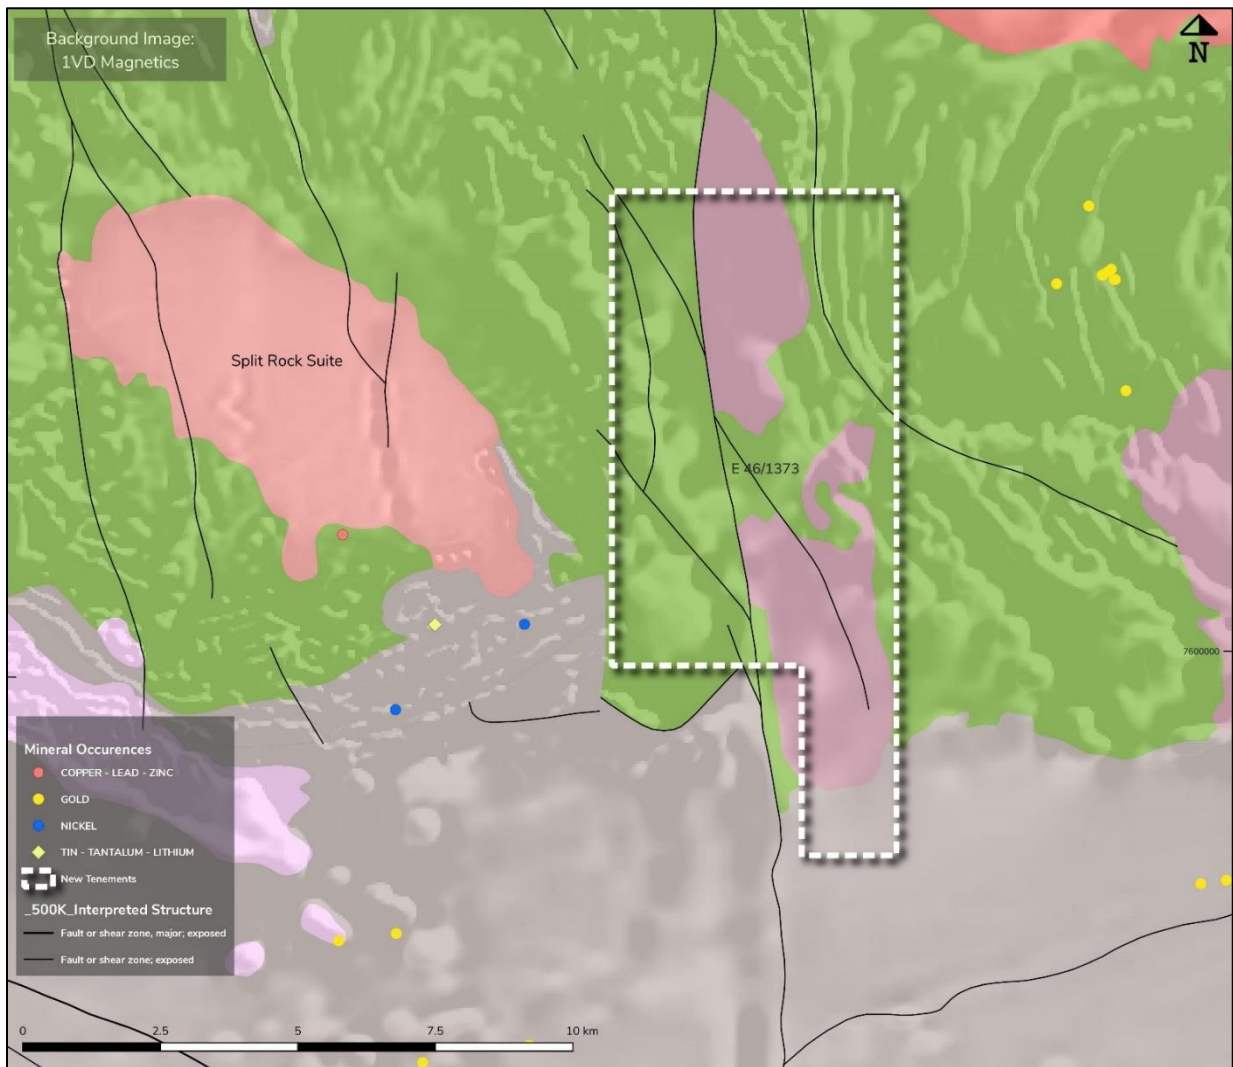 Background Image:
1VD Magnetics
N
Split Rock Suite
E 46/1373
7600000
Mineral Occurences
COPPER - LEAD - ZINC
GOLD
NICKEL
TIN - TANTALUM - LITHIUM
New Tenements
_500K_Interpreted Structure
Fault or shear zone, major; exposed
Fault or shear zone; exposed
0 2.5 5 7.5 10 km